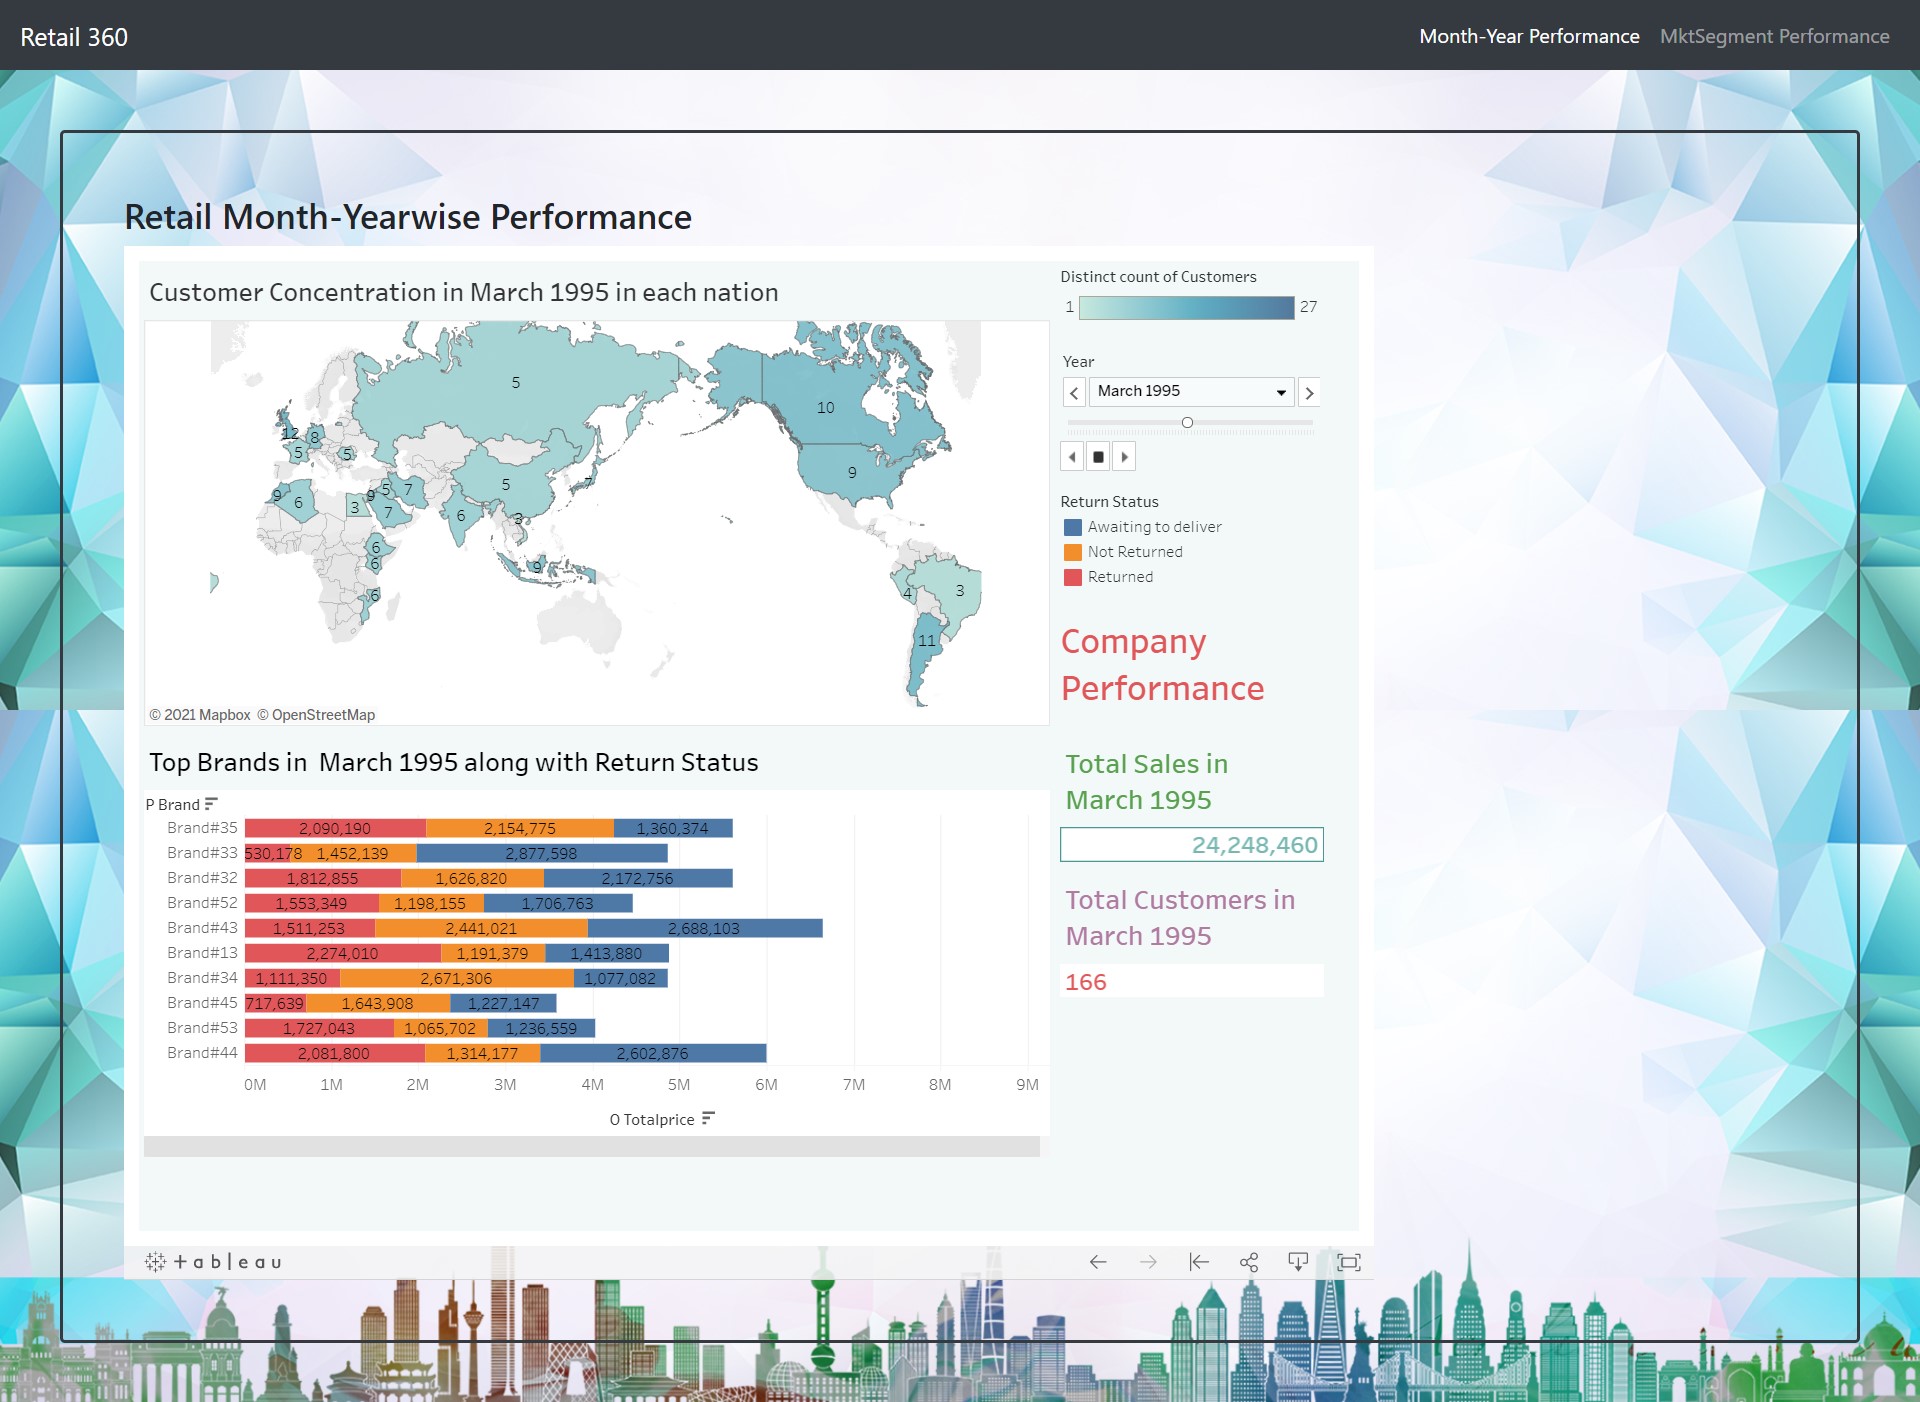 Retail 360
Month-Year Performance
MktSegment Performance
Retail Month-Yearwise Performance
Customer Concentration in March 1995 in each nation
5
10
12
8
5
5
9
6
3
9
5
7
7
6
5
7
3
9
6
6
6
9
4
3
11
© 2021 Mapbox © OpenStreetMap
Distinct count of Customers
1
27
Year
March 1995
Return Status
Awaiting to deliver
Not Returned
Returned
Company
Performance
Total Sales in
March 1995
24,248,460
Total Customers in
March 1995
166
Top Brands in March 1995 along with Return Status
P Brand
Brand#35 2,090,190 2,154,775 1,360,374
Brand#33 530,178 1,452,139 2,877,598
Brand#32 1,812,855 1,626,820 2,172,756
Brand#52 1,553,349 1,198,155 1,706,763
Brand#43 1,511,253 2,441,021 2,688,103
Brand#13 2,274,010 1,191,379 1,413,880
Brand#34 1,111,350 2,671,306 1,077,082
Brand#45 717,639 1,643,908 1,227,147
Brand#53 1,727,043 1,065,702 1,236,559
Brand#44 2,081,800 1,314,177 2,602,876
0M 1M 2M 3M 4M 5M 6M 7M 8M 9M
O Totalprice
+ableau